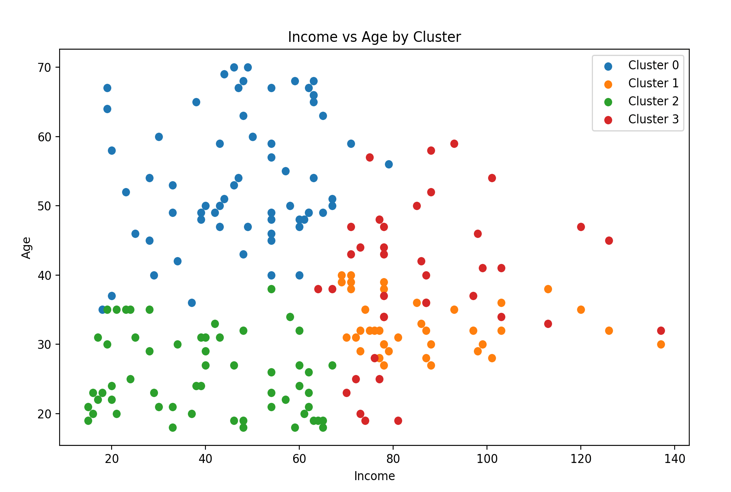 Income vs Age by Cluster
Cluster 0
Cluster 1
Cluster 2
Cluster 3
70
60
50
40
30
20
Age
20 40 60 80 100 120 140
Income